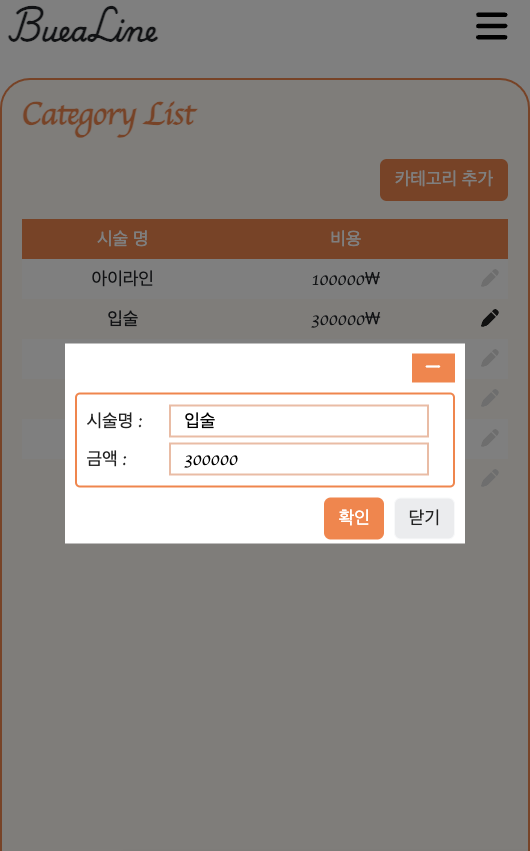 BueaLine
Category List
카테고리 추가
시술 명 비용
아이라인 100000₩
입술 300000₩
시술명 : 입술
금액 : 300000
확인 닫기